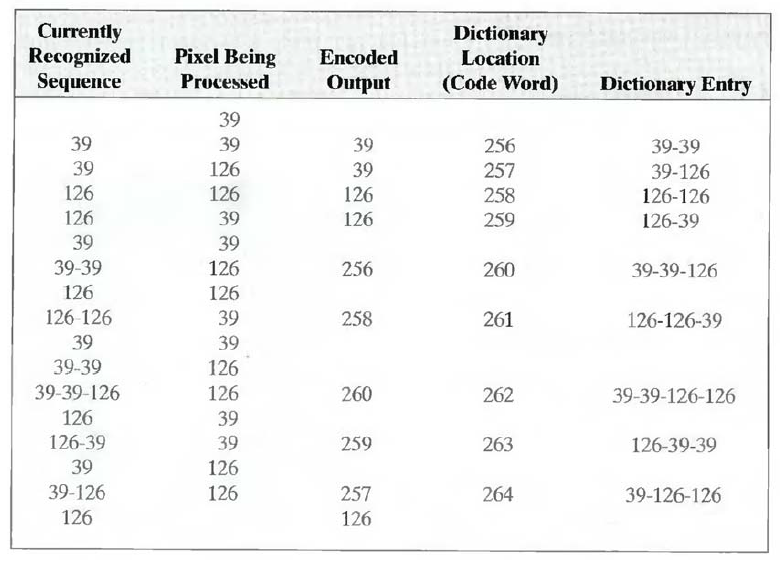 Currently Recognized Sequence | Pixel Being Processed | Encoded Output | Dictionary Location (Code Word) | Dictionary Entry
39
39 39 39 256 39-39
39 126 39 257 39-126
126 126 126 258 126-126
126 39 126 259 126-39
39 39
39-39 126 256 260 39-39-126
126 126
126-126 39 258 261 126-126-39
39 39
39-39 126
39-39-126 126 260 262 39-39-126-126
126 39
126-39 39 259 263 126-39-39
39 126
39-126 126 257 264 39-126-126
126 126